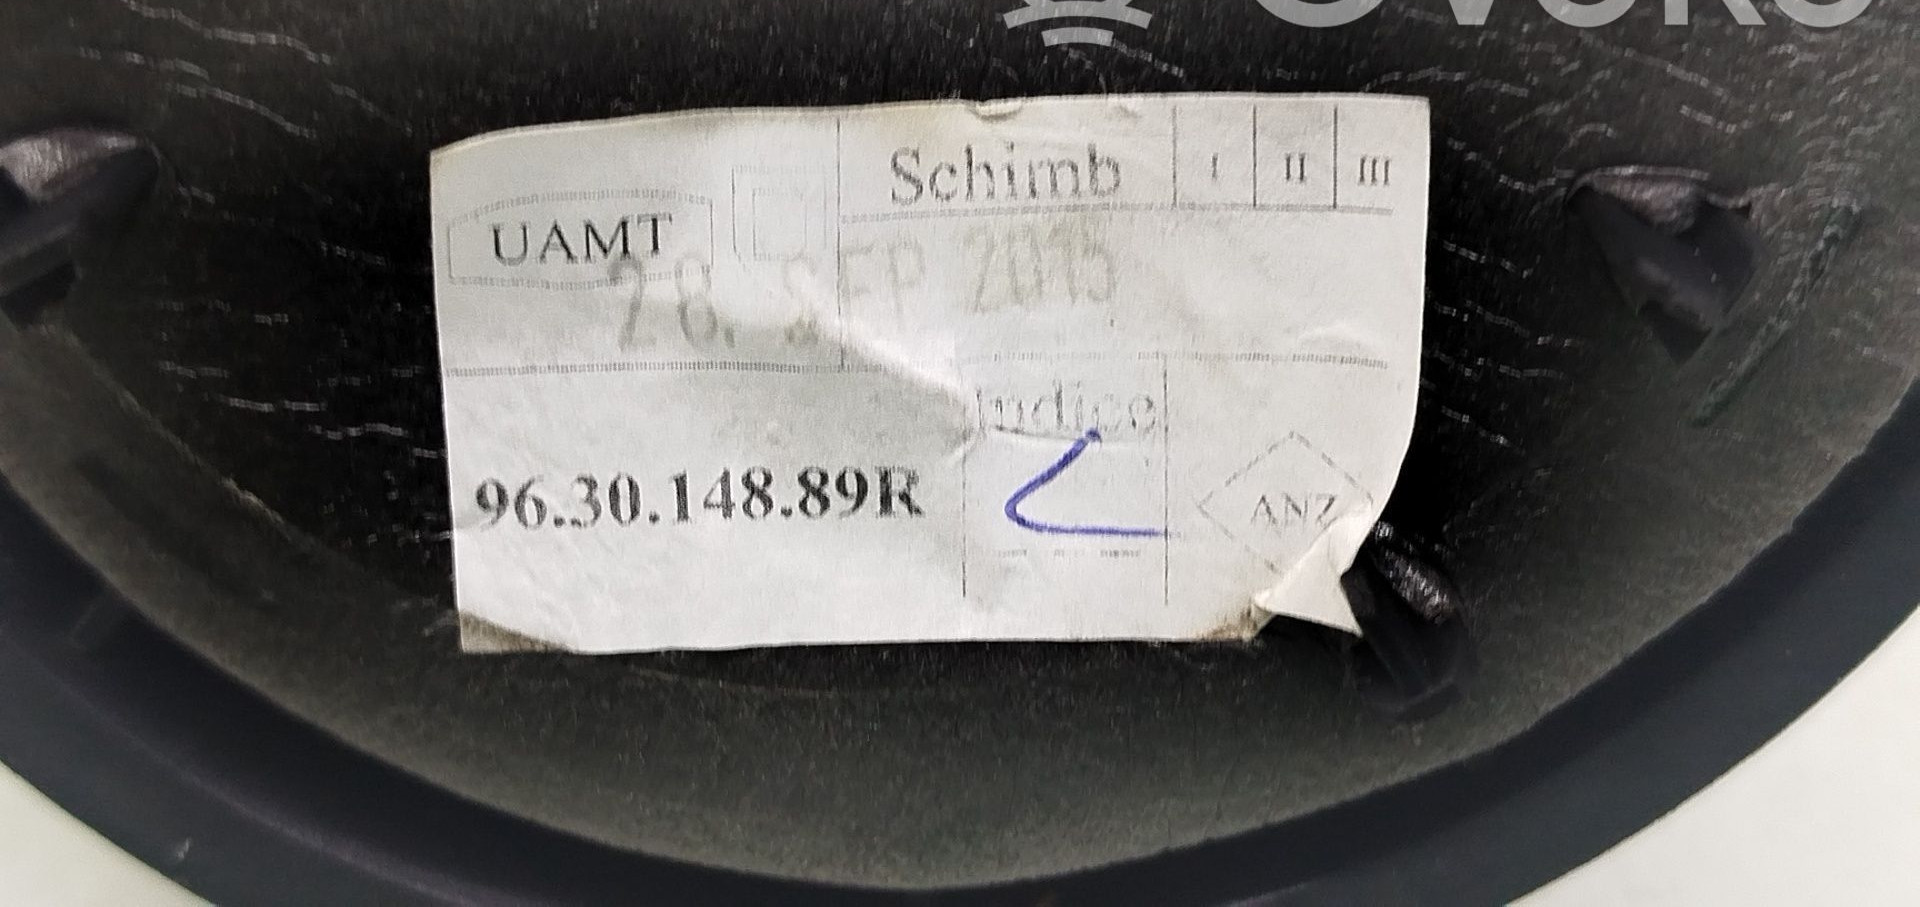 Schimb I II III
UAMT
28. SEP 2015
Indice
96.30.148.89R
ANZ